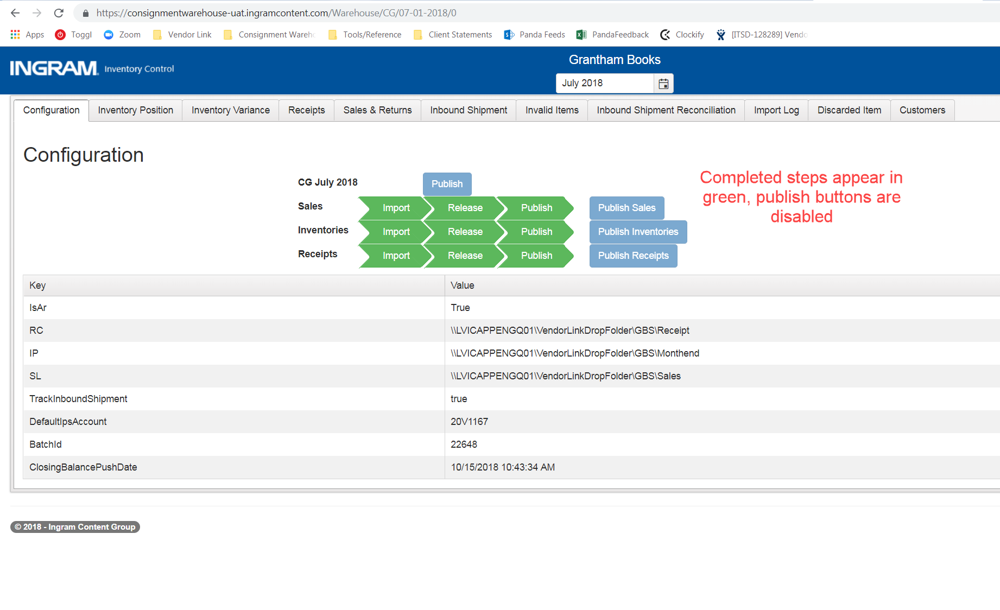 https://consignmentwarehouse-uat.ingramcontent.com/Warehouse/CG/07-01-2018/0
Apps Toggl Zoom Vendor Link Consignment Wareho Tools/Reference Client Statements Panda Feeds PandaFeedback Clockify [ITSD-128289] Vendo
Grantham Books
INGRAM Inventory Control
July 2018
Configuration Inventory Position Inventory Variance Receipts Sales & Returns Inbound Shipment Invalid Items Inbound Shipment Reconciliation Import Log Discarded Item Customers
Configuration
CG July 2018 Publish
Sales Import Release Publish Publish Sales
Inventories Import Release Publish Publish Inventories
Receipts Import Release Publish Publish Receipts
Completed steps appear in
green, publish buttons are
disabled
Key Value
IsAr True
RC \\LVICAPPENGQ01\VendorLinkDropFolder\GBS\Receipt
IP \\LVICAPPENGQ01\VendorLinkDropFolder\GBS\Monthend
SL \\LVICAPPENGQ01\VendorLinkDropFolder\GBS\Sales
TrackInboundShipment true
DefaultIpsAccount 20V1167
BatchId 22648
ClosingBalancePushDate 10/15/2018 10:43:34 AM
© 2018 - Ingram Content Group